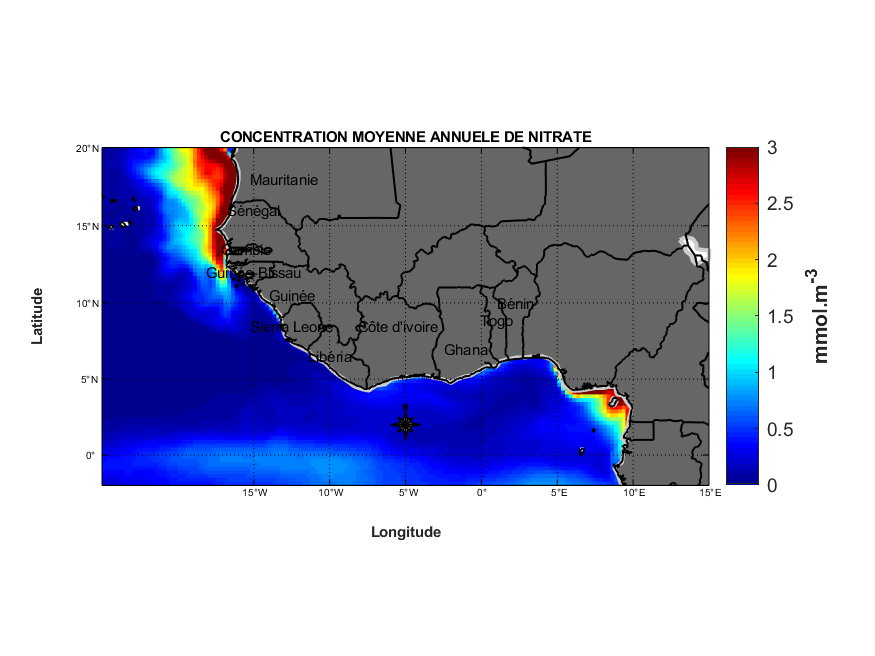 CONCENTRATION MOYENNE ANNUELE DE NITRATE
20°N
15°N
10°N
5°N
0°
Latitude
Mauritanie
Sénégal
Gambie
Guinée Bissau
Guinée
Sierra Leone
Côte d'ivoire
Libéria
Ghana
Bénin
Togo
15°W
10°W
5°W
0°
5°E
10°E
15°E
Longitude
3
2.5
2
1.5
1
0.5
0
mmol.m-3